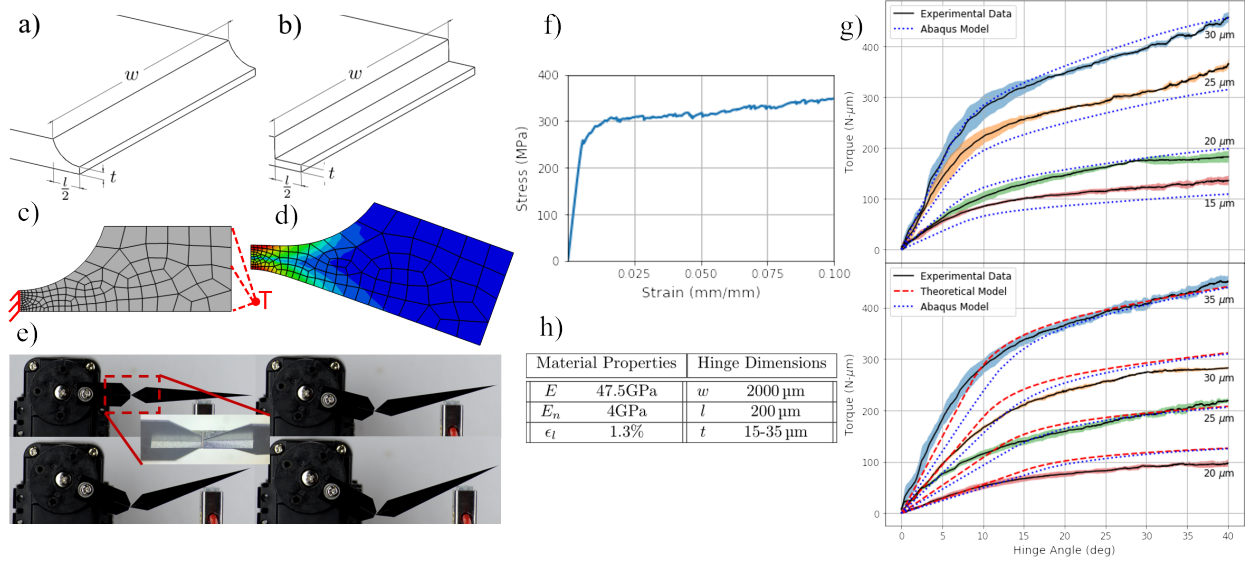 a)
w
l
2
t
b)
w
l
2
t
c)
T
d)
e)
f)
400
300
200
100
0
0.025
0.050
0.075
0.100
Stress (MPa)
Strain (mm/mm)
h)
Material Properties Hinge Dimensions
E 47.5GPa w 2000 μm
Eₙ 4GPa l 200 μm
ϵₗ 1.3% t 15-35 μm
g)
Experimental Data
Abaqus Model
400
300
200
100
0
Torque (N-μm)
30 μm
25 μm
20 μm
15 μm
Experimental Data
Theoretical Model
Abaqus Model
400
300
200
100
0
Torque (N-μm)
35 μm
30 μm
25 μm
20 μm
0 5 10 15 20 25 30 35 40
Hinge Angle (deg)